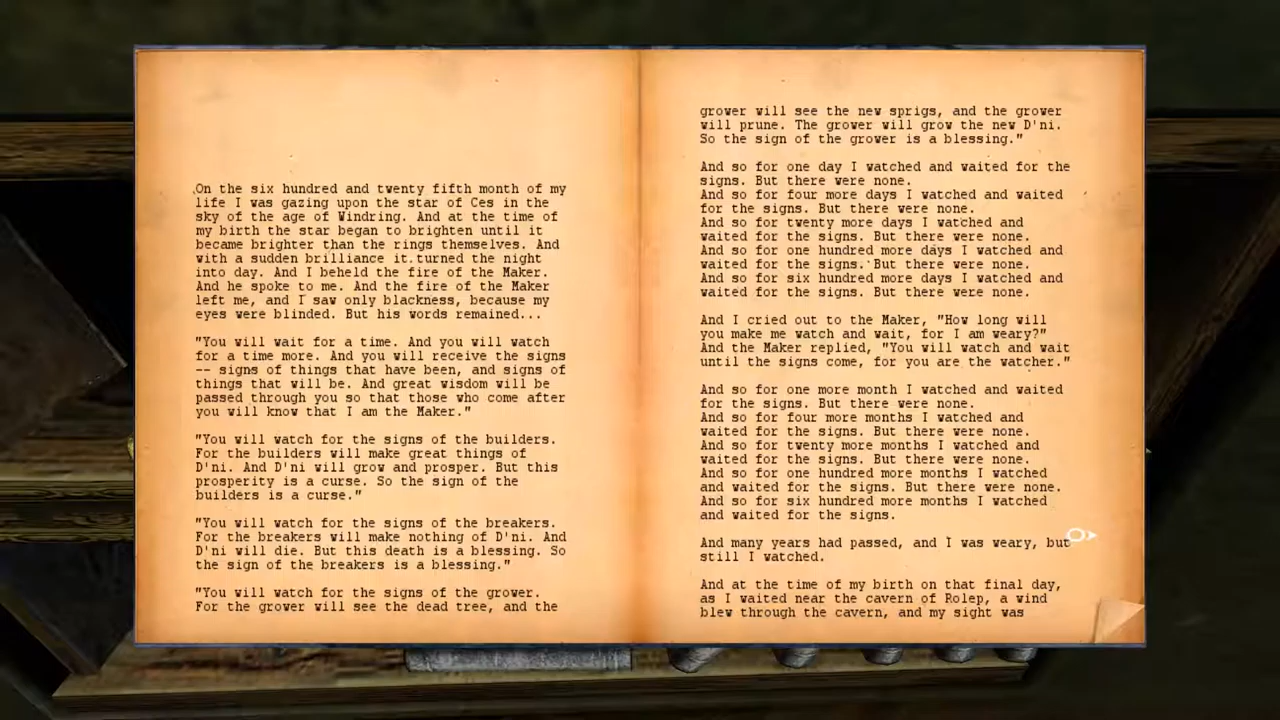 On the six hundred and twenty fifth month of my
life I was gazing upon the star of Ces in the
sky of the age of Windring. And at the time of
my birth the star began to brighten until it
became brighter than the rings themselves. And
with a sudden brilliance it turned the night
into day. And I beheld the fire of the Maker.
And he spoke to me. And the fire of the Maker
left me, and I saw only blackness, because my
eyes were blinded. But his words remained...
"You will wait for a time. And you will watch
for a time more. And you will receive the signs
-- signs of things that have been, and signs of
things that will be. And great wisdom will be
passed through you so that those who come after
you will know that I am the Maker."
"You will watch for the signs of the builders.
For the builders will make great things of
D'ni. And D'ni will grow and prosper. But this
prosperity is a curse. So the sign of the
builders is a curse."
"You will watch for the signs of the breakers.
For the breakers will make nothing of D'ni. And
D'ni will die. But this death is a blessing. So
the sign of the breakers is a blessing."
"You will watch for the signs of the grower.
For the grower will see the dead tree, and the
grower will see the new sprigs, and the grower
will prune. The grower will grow the new D'ni.
So the sign of the grower is a blessing."
And so for one day I watched and waited for the
signs. But there were none.
And so for four more days I watched and waited
for the signs. But there were none.
And so for twenty more days I watched and
waited for the signs. But there were none.
And so for one hundred more days I watched and
waited for the signs. But there were none.
And so for six hundred more days I watched and
waited for the signs. But there were none.
And I cried out to the Maker, "How long will
you make me watch and wait, for I am weary?"
And the Maker replied, "You will watch and wait
until the signs come, for you are the watcher."
And so for one more month I watched and waited
for the signs. But there were none.
And so for four more months I watched and
waited for the signs. But there were none.
And so for twenty more months I watched and
waited for the signs. But there were none.
And so for one hundred more months I watched
and waited for the signs. But there were none.
And so for six hundred more months I watched
and waited for the signs.
And many years had passed, and I was weary, but
still I watched.
And at the time of my birth on that final day,
as I waited near the cavern of Rolep, a wind
blew through the cavern, and my sight was